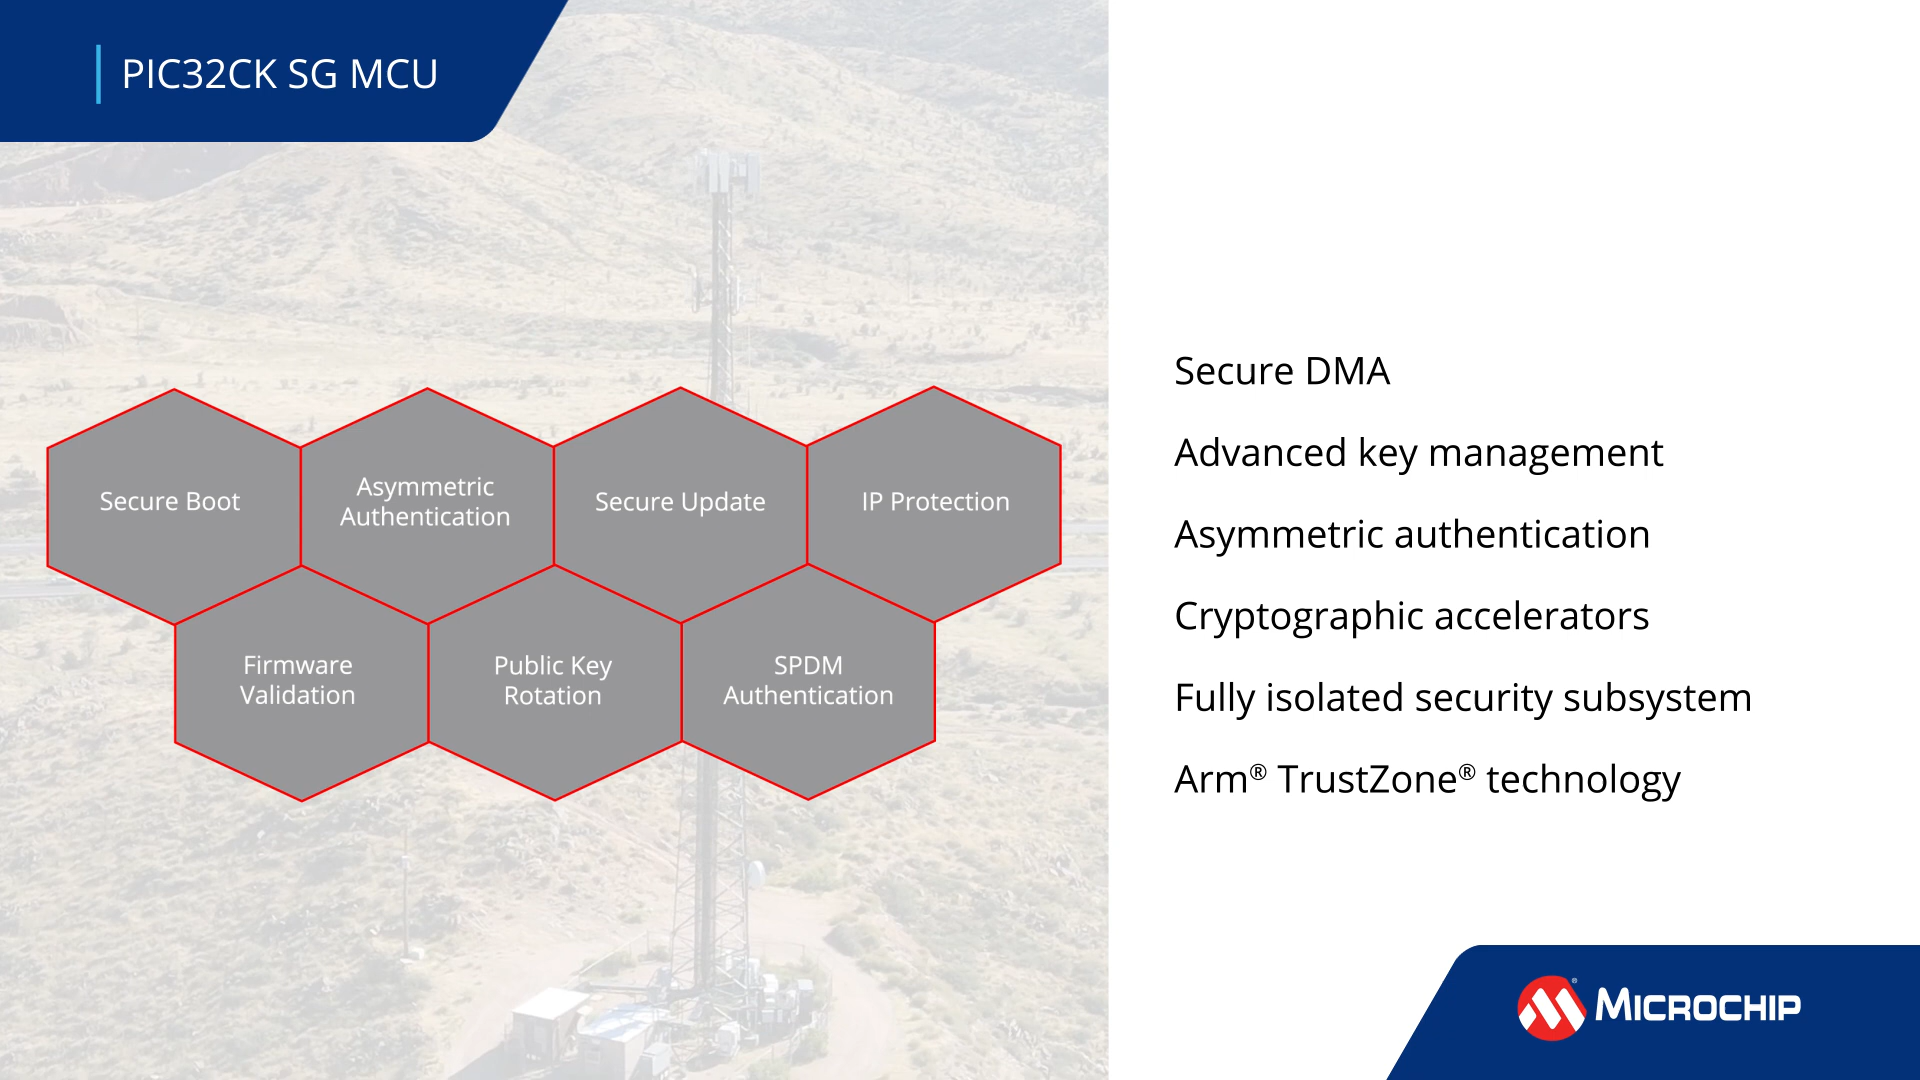 PIC32CK SG MCU
Secure Boot
Asymmetric
Authentication
Secure Update
IP Protection
Firmware
Validation
Public Key
Rotation
SPDM
Authentication
Secure DMA
Advanced key management
Asymmetric authentication
Cryptographic accelerators
Fully isolated security subsystem
Arm® TrustZone® technology
® MICROCHIP